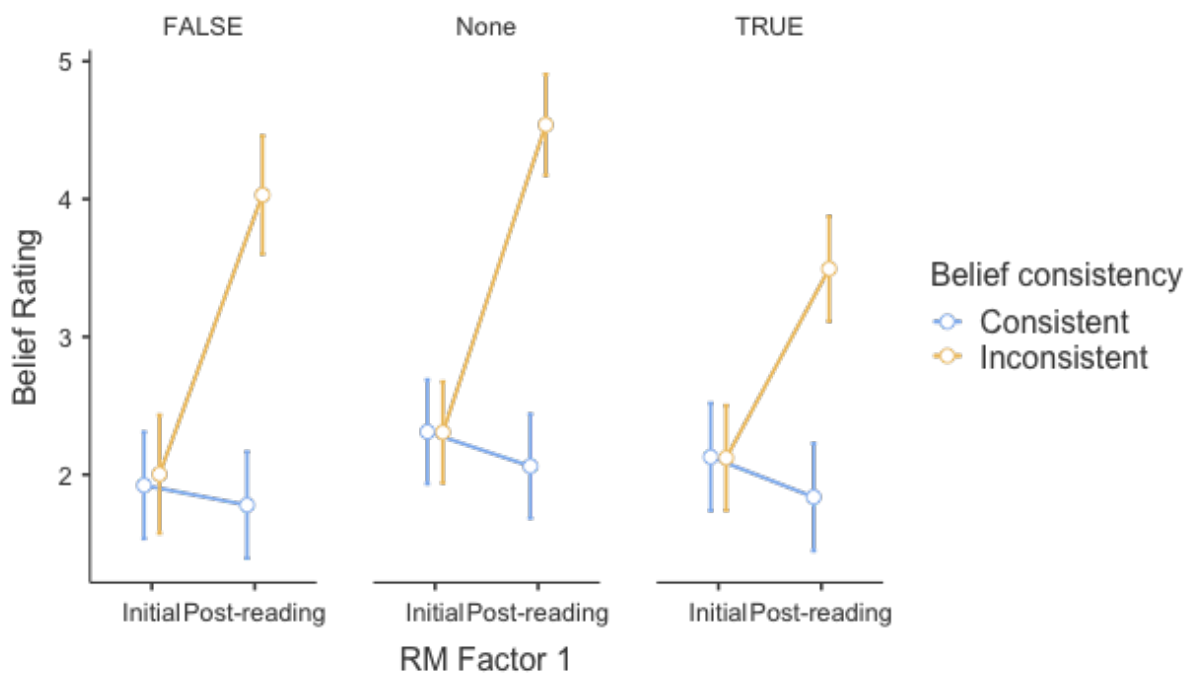 FALSE
None
TRUE
5
4
3
2
Belief Rating
Initial Post-reading
Initial Post-reading
Initial Post-reading
RM Factor 1
Belief consistency
Consistent
Inconsistent